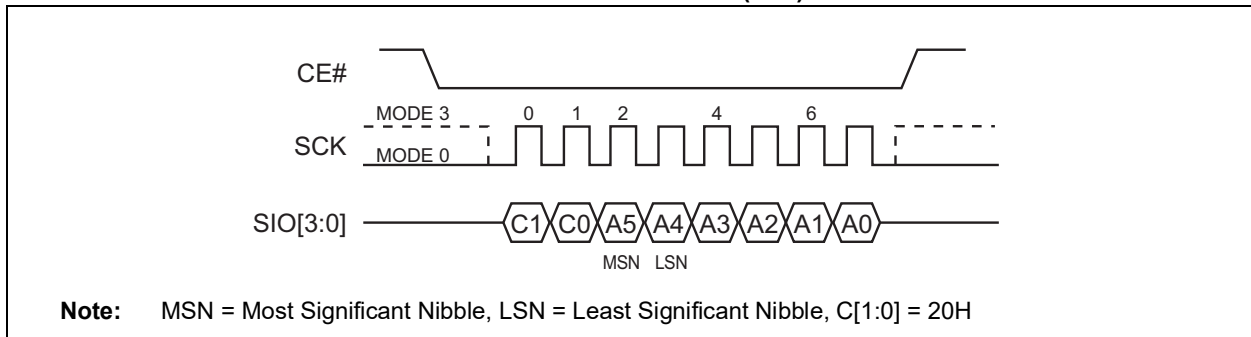 CE#
MODE 3 0 1 2 4 6
SCK
MODE 0
SIO[3:0] C1 C0 A5 A4 A3 A2 A1 A0
MSN LSN
Note: MSN = Most Significant Nibble, LSN = Least Significant Nibble, C[1:0] = 20H